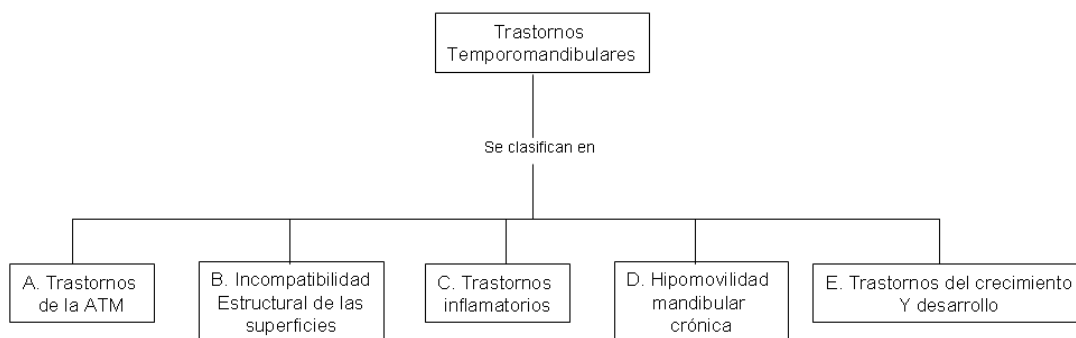 Trastornos
Temporomandibulares
Se clasifican en
A. Trastornos
de la ATM
B. Incompatibilidad
Estructural de las
superficies
C. Trastornos
inflamatorios
D. Hipomovilidad
mandibular
crónica
E. Trastornos del crecimiento
Y desarrollo